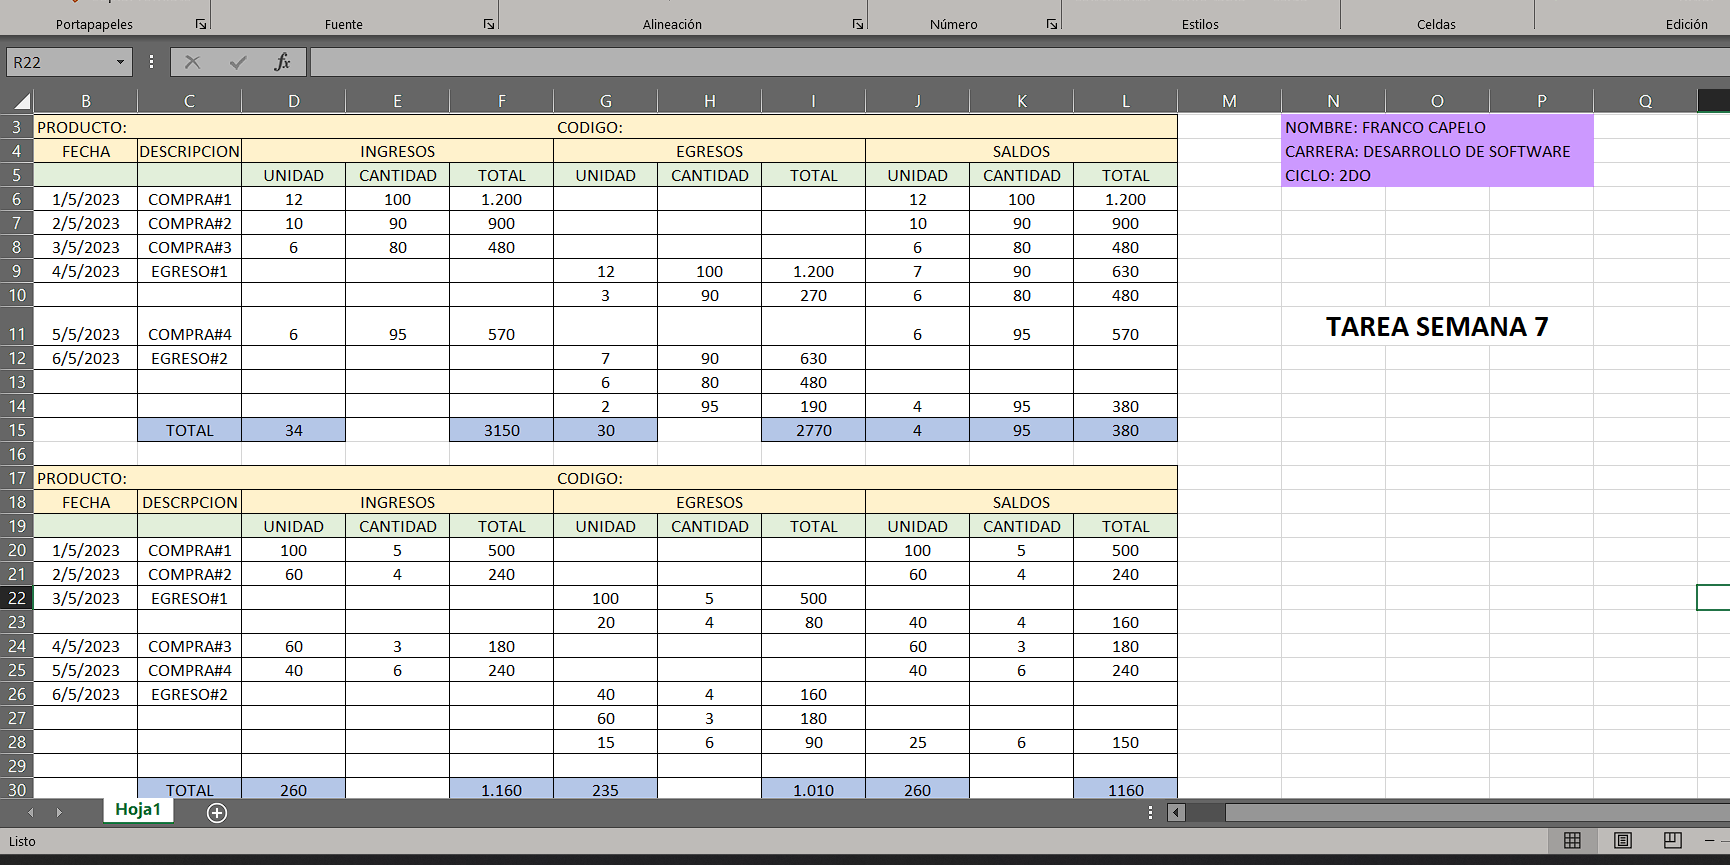 Portapapeles Fuente Alineación Número Estilos Celdas Edición
R22 fx
B C D E F G H I J K L M N O P Q
3 PRODUCTO: CODIGO: NOMBRE: FRANCO CAPELO
4 FECHA DESCRIPCION INGRESOS EGRESOS SALDOS CARRERA: DESARROLLO DE SOFTWARE
5 UNIDAD CANTIDAD TOTAL UNIDAD CANTIDAD TOTAL UNIDAD CANTIDAD TOTAL CICLO: 2DO
6 1/5/2023 COMPRA#1 12 100 1.200 12 100 1.200
7 2/5/2023 COMPRA#2 10 90 900 10 90 900
8 3/5/2023 COMPRA#3 6 80 480 6 80 480
9 4/5/2023 EGRESO#1 12 100 1.200 7 90 630
10 3 90 270 6 80 480
11 5/5/2023 COMPRA#4 6 95 570 6 95 570 TAREA SEMANA 7
12 6/5/2023 EGRESO#2 7 90 630
13 6 80 480
14 2 95 190 4 95 380
15 TOTAL 34 3150 30 2770 4 95 380
16
17 PRODUCTO: CODIGO:
18 FECHA DESCRPCION INGRESOS EGRESOS SALDOS
19 UNIDAD CANTIDAD TOTAL UNIDAD CANTIDAD TOTAL UNIDAD CANTIDAD TOTAL
20 1/5/2023 COMPRA#1 100 5 500 100 5 500
21 2/5/2023 COMPRA#2 60 4 240 60 4 240
22 3/5/2023 EGRESO#1 100 5 500
23 20 4 80 40 4 160
24 4/5/2023 COMPRA#3 60 3 180 60 3 180
25 5/5/2023 COMPRA#4 40 6 240 40 6 240
26 6/5/2023 EGRESO#2 40 4 160
27 60 3 180
28 15 6 90 25 6 150
29
30 TOTAL 260 1.160 235 1.010 260 1160
Hoja1
Listo